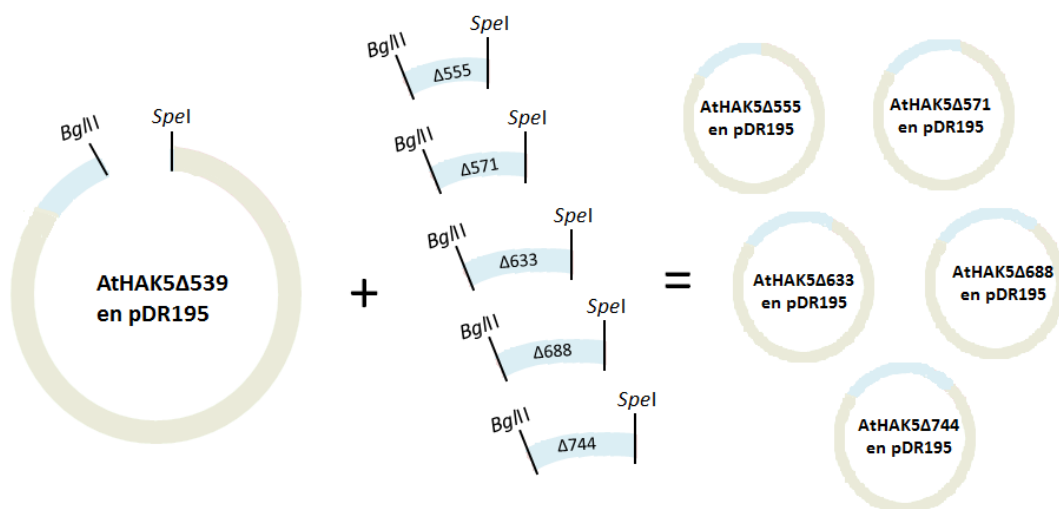 BglII
SpeI
AtHAK5Δ539
en pDR195
+
BglII
SpeI
Δ555
BglII
SpeI
Δ571
BglII
SpeI
Δ633
BglII
SpeI
Δ688
BglII
SpeI
Δ744
=
AtHAK5Δ555
en pDR195
AtHAK5Δ571
en pDR195
AtHAK5Δ633
en pDR195
AtHAK5Δ688
en pDR195
AtHAK5Δ744
en pDR195